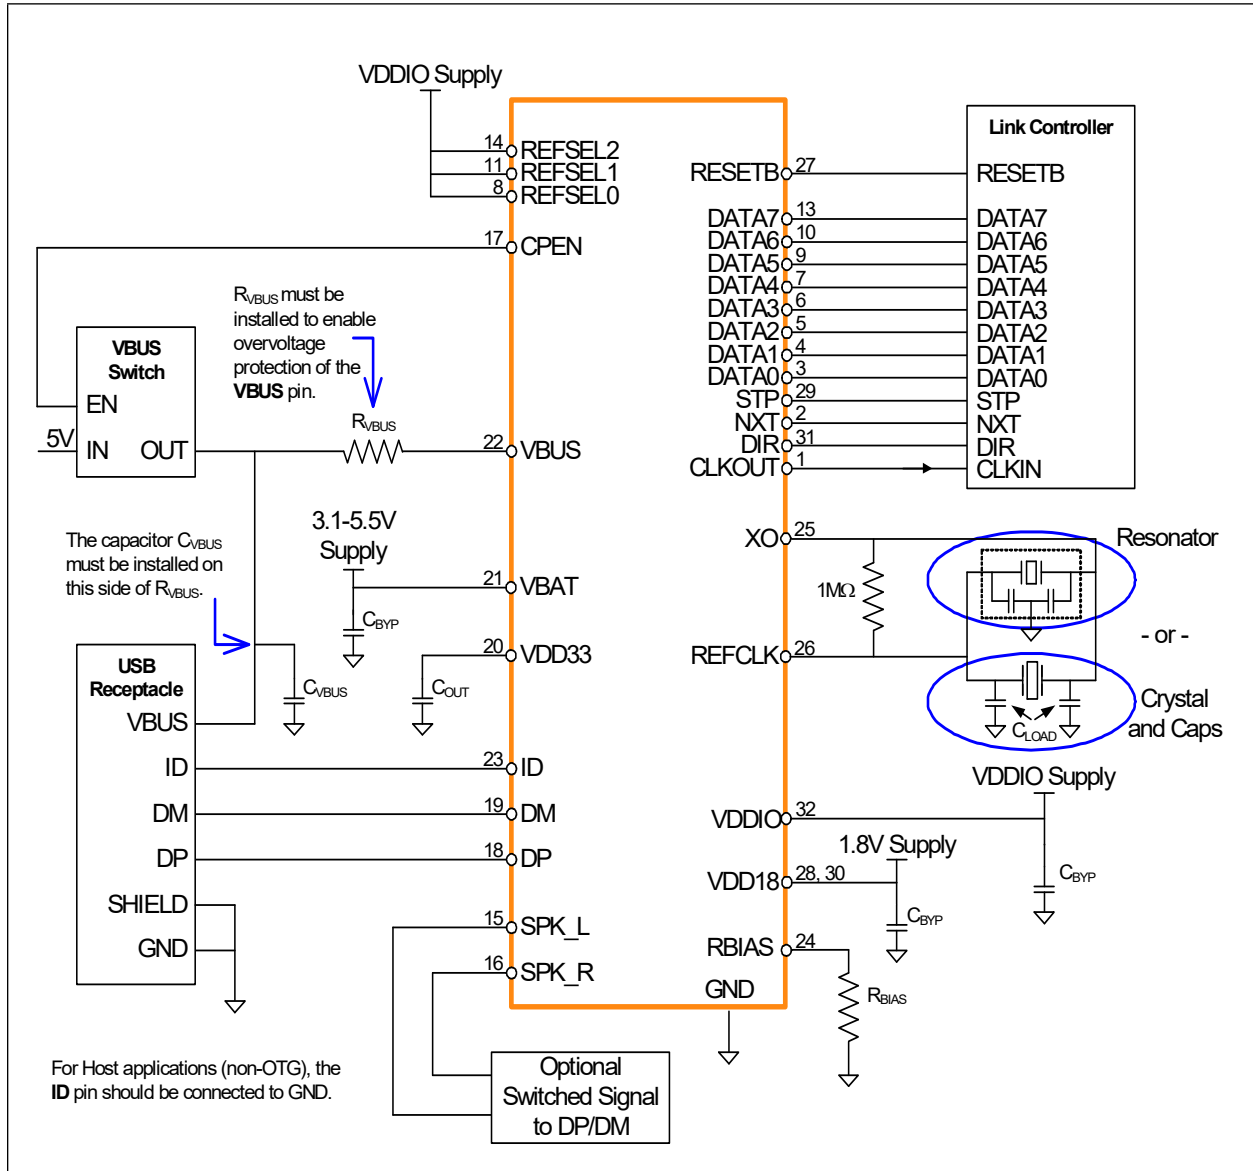 VDDIO Supply
14
REFSEL2
11
REFSEL1
8
REFSEL0
17
CPEN
RVBUS must be
installed to enable
overvoltage
protection of the
VBUS pin.
VBUS
Switch
EN
5V
IN
OUT
RVBUS
22
VBUS
The capacitor CVBUS
must be installed on
this side of RVBUS.
3.1-5.5V
Supply
21
VBAT
CBYP
20
VDD33
COUT
CVBUS
USB
Receptacle
VBUS
ID
23
ID
DM
19
DM
DP
18
DP
SHIELD
GND
15
SPK_L
16
SPK_R
GND
Optional
Switched Signal
to DP/DM
For Host applications (non-OTG), the
ID pin should be connected to GND.
Link Controller
RESETB
27
RESETB
DATA7
13
DATA7
DATA6
10
DATA6
DATA5
9
DATA5
DATA4
7
DATA4
DATA3
6
DATA3
DATA2
5
DATA2
DATA1
4
DATA1
DATA0
3
DATA0
STP
29
STP
NXT
2
NXT
DIR
31
DIR
CLKOUT
1
CLKIN
XO
25
1MΩ
REFCLK
26
Resonator
- or -
Crystal
and Caps
CLOAD
VDDIO Supply
VDDIO
32
CBYP
1.8V Supply
VDD18
28, 30
CBYP
RBIAS
24
RBIAS